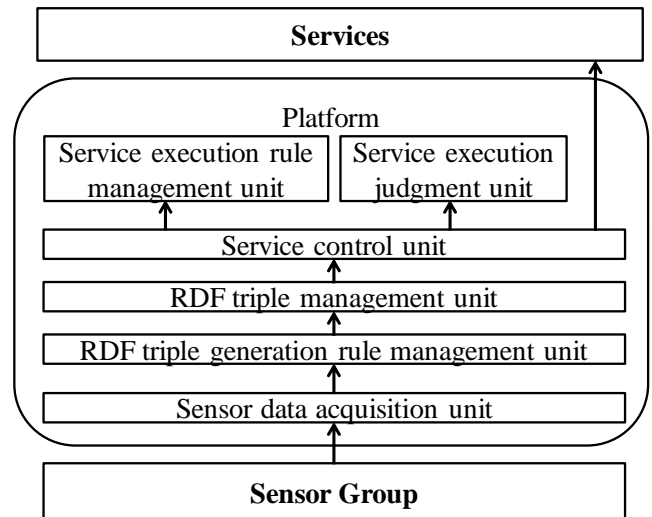 Services
Platform
Service execution rule
management unit
Service execution
judgment unit
Service control unit
RDF triple management unit
RDF triple generation rule management unit
Sensor data acquisition unit
Sensor Group